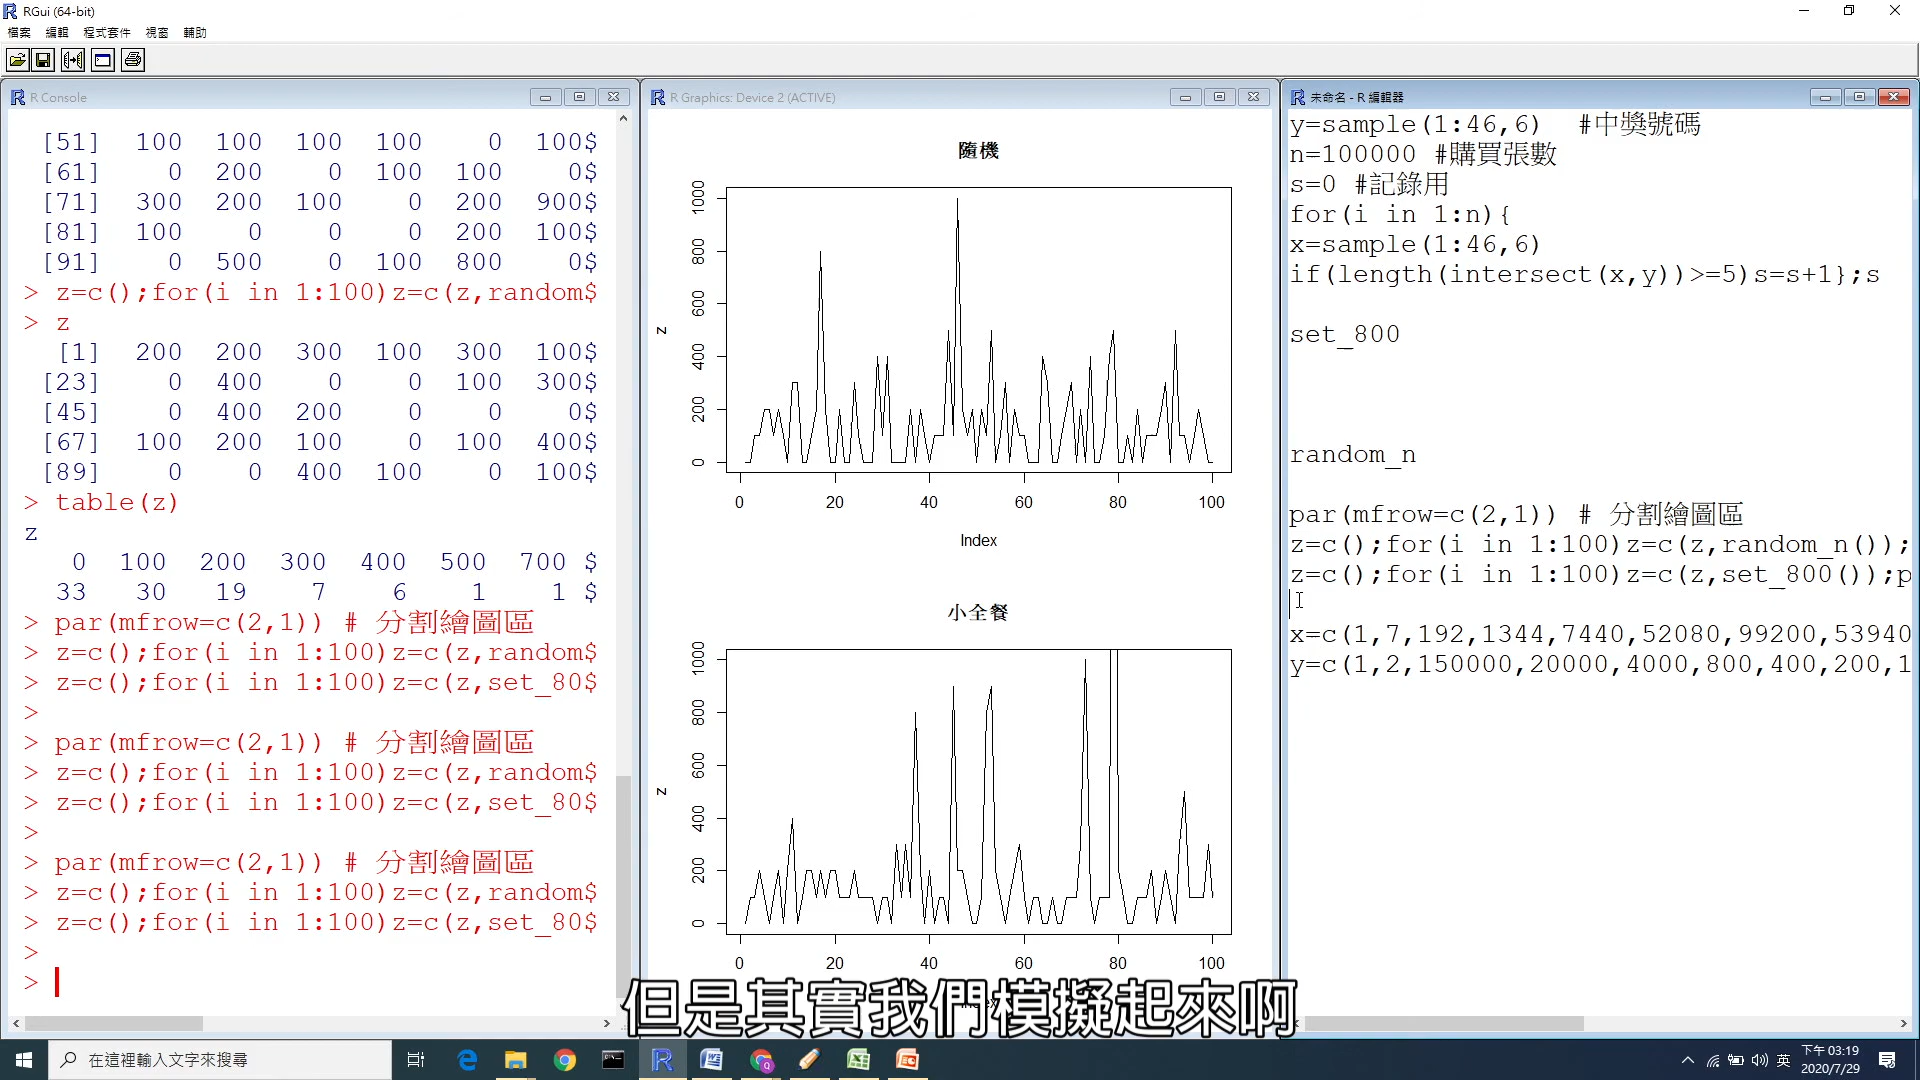 RGui (64-bit)
檔案 編輯 程式套件 視窗 輔助
R Console
[51] 100 100 100 100 0 100$
[61] 0 200 0 100 100 0$
[71] 300 200 100 0 200 900$
[81] 100 0 0 0 200 100$
[91] 0 500 0 100 800 0$
> z=c();for(i in 1:100)z=c(z,random$
> z
[1] 200 200 300 100 300 100$
[23] 0 400 0 0 100 300$
[45] 0 400 200 0 0 0$
[67] 100 200 100 0 100 400$
[89] 0 0 400 100 0 100$
> table(z)
z
0 100 200 300 400 500 700 $
33 30 19 7 6 1 1 $
> par(mfrow=c(2,1)) # 分割繪圖區
> z=c();for(i in 1:100)z=c(z,random$
> z=c();for(i in 1:100)z=c(z,set_80$
>
> par(mfrow=c(2,1)) # 分割繪圖區
> z=c();for(i in 1:100)z=c(z,random$
> z=c();for(i in 1:100)z=c(z,set_80$
>
> par(mfrow=c(2,1)) # 分割繪圖區
> z=c();for(i in 1:100)z=c(z,random$
> z=c();for(i in 1:100)z=c(z,set_80$
>
>
R Graphics: Device 2 (ACTIVE)
隨機
1000
800
600
400
200
0
z
0 20 40 60 80 100
Index
小全餐
1000
800
600
400
200
0
z
0 20 40 60 80 100
未命名 - R 編輯器
y=sample(1:46,6) #中獎號碼
n=100000 #購買張數
s=0 #記錄用
for(i in 1:n){
x=sample(1:46,6)
if(length(intersect(x,y))>=5)s=s+1};s
set_800
random_n
par(mfrow=c(2,1)) # 分割繪圖區
z=c();for(i in 1:100)z=c(z,random_n());
z=c();for(i in 1:100)z=c(z,set_800());p
x=c(1,7,192,1344,7440,52080,99200,53940
y=c(1,2,150000,20000,4000,800,400,200,1
但是其實我們模擬起來啊
在這裡輸入文字來搜尋
英
下午 03:19
2020/7/29